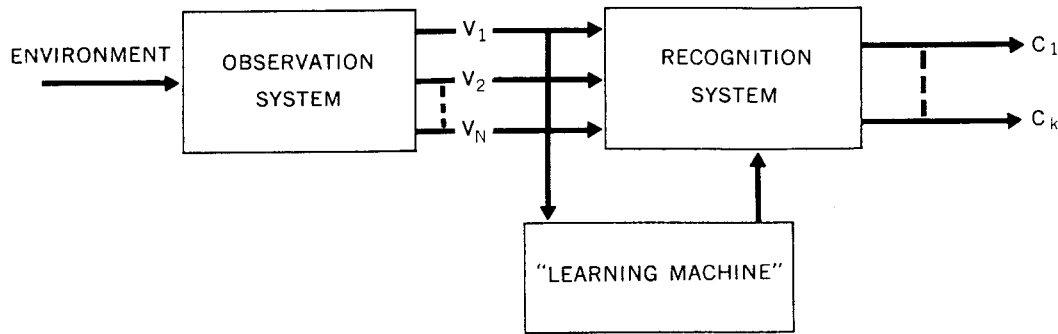 ENVIRONMENT
OBSERVATION
SYSTEM
V1
V2
VN
RECOGNITION
SYSTEM
C1
Ck
“LEARNING MACHINE”